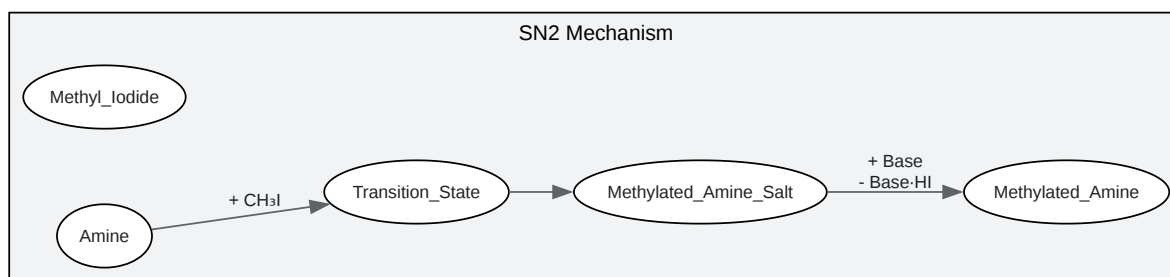 SN2 Mechanism
Methyl_Iodide
Amine
+ CH₃I
Transition_State
Methylated_Amine_Salt
+ Base
- Base·HI
Methylated_Amine